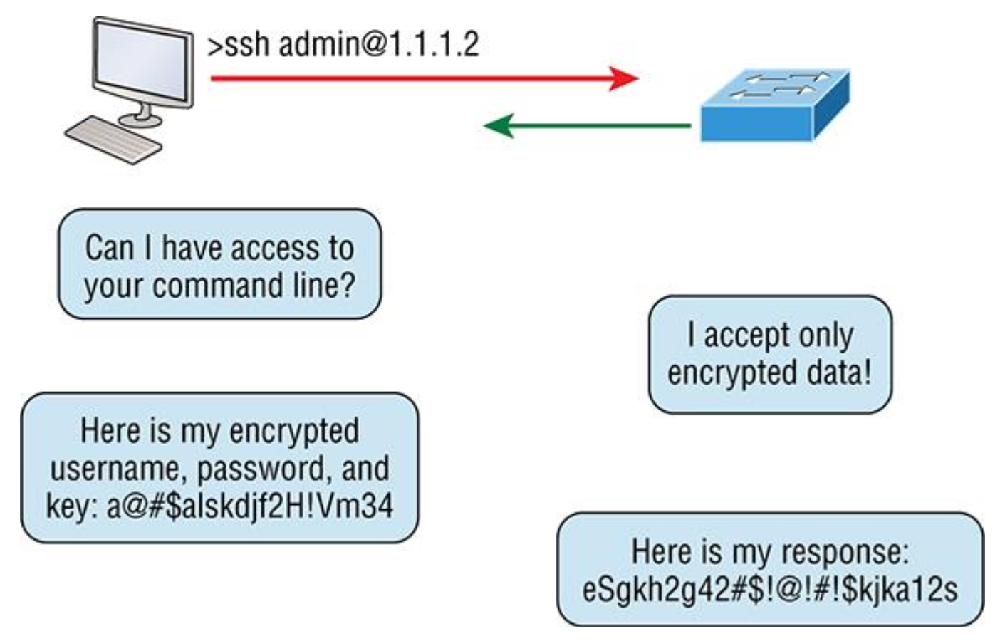 >ssh admin@1.1.1.2
Can I have access to
your command line?
I accept only
encrypted data!
Here is my encrypted
username, password, and
key: a@#$alskdjf2H!Vm34
Here is my response:
eSgkh2g42#$!@!#!$kjka12s